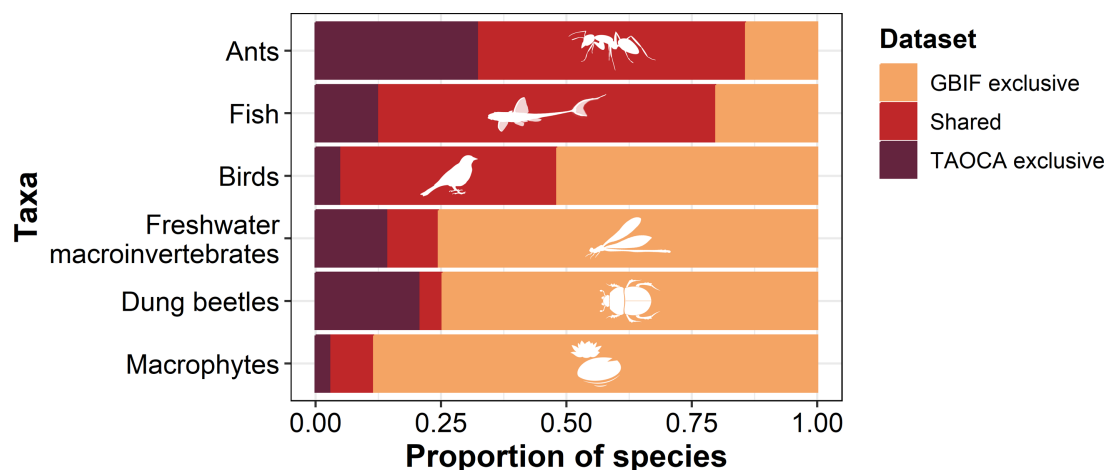 Taxa
Ants
Fish
Birds
Freshwater
macroinvertebrates
Dung beetles
Macrophytes
0.00 0.25 0.50 0.75 1.00
Proportion of species
Dataset
GBIF exclusive
Shared
TAOCA exclusive